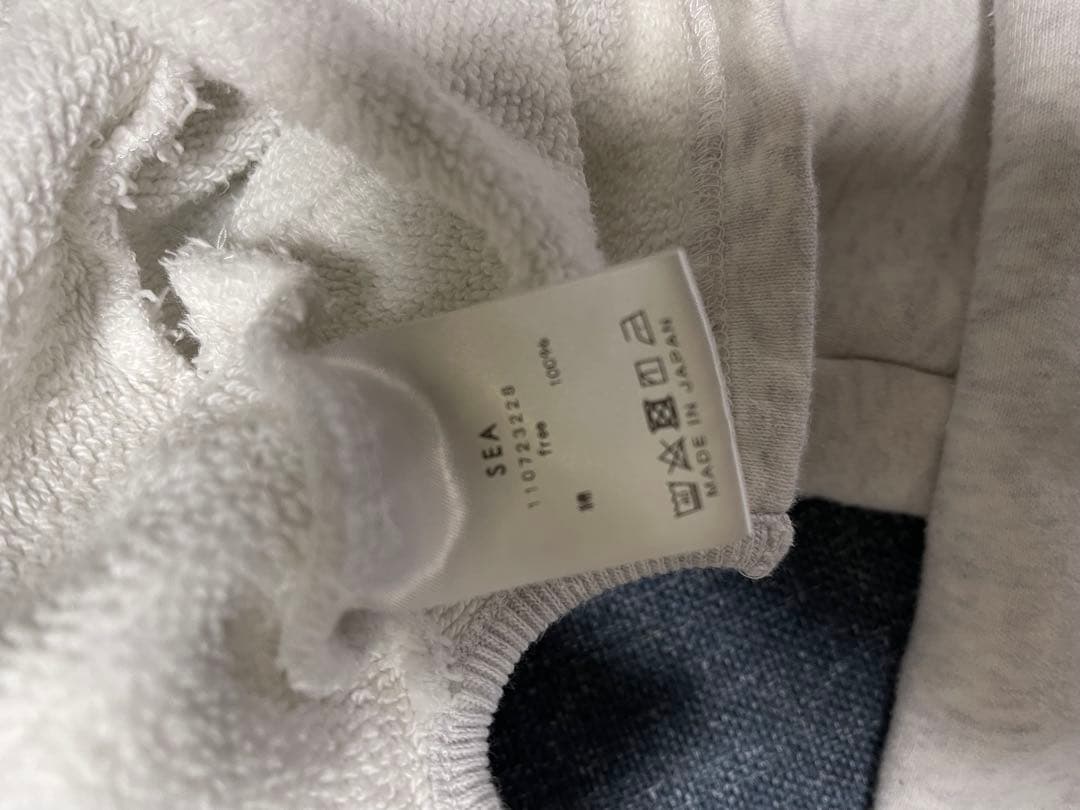 SEA
110723228
free
綿 100%
MADE IN JAPAN